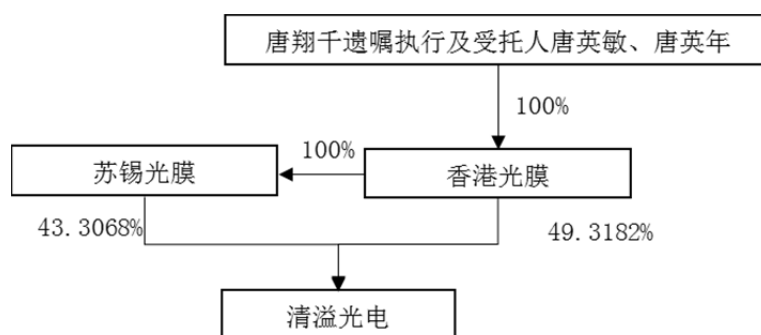 唐翔千遗嘱执行及受托人唐英敏、唐英年
100%
100%
苏锡光膜
香港光膜
43.3068%
49.3182%
清溢光电